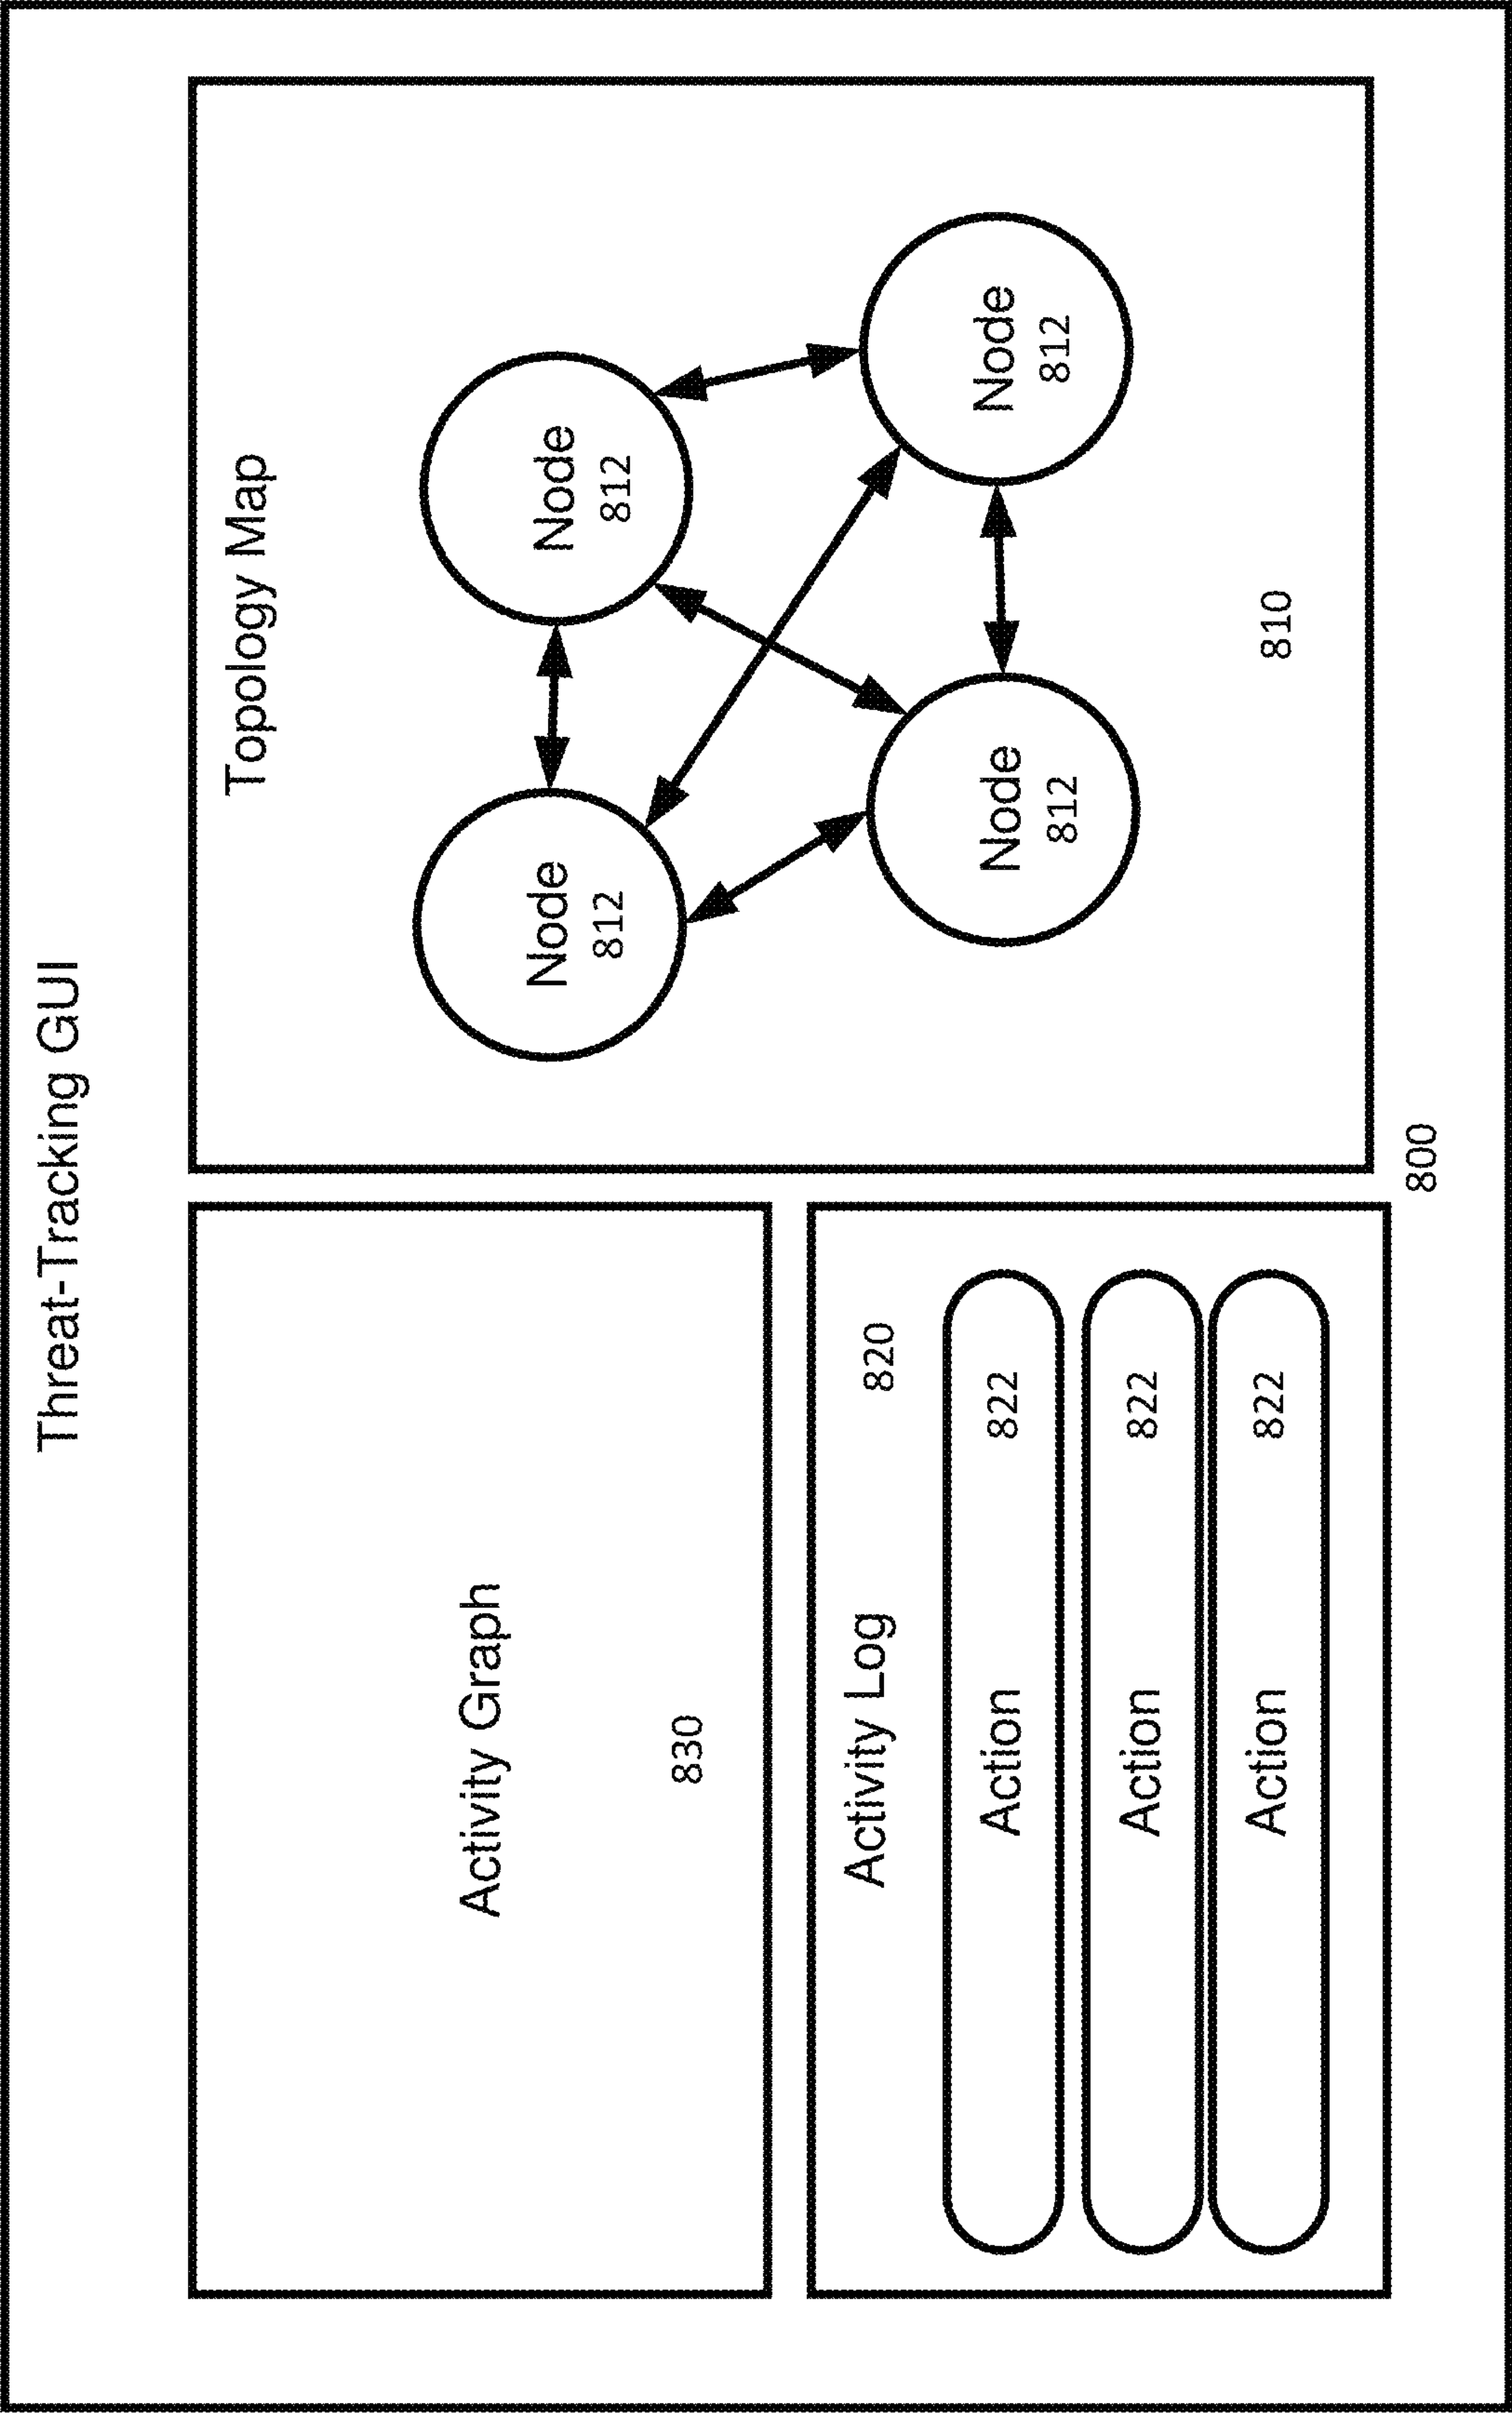 Threat-Tracking GUI
Activity Graph
830
Activity Log
820
Action
822
Action
822
Action
822
Topology Map
Node
812
Node
812
Node
812
Node
812
810
800